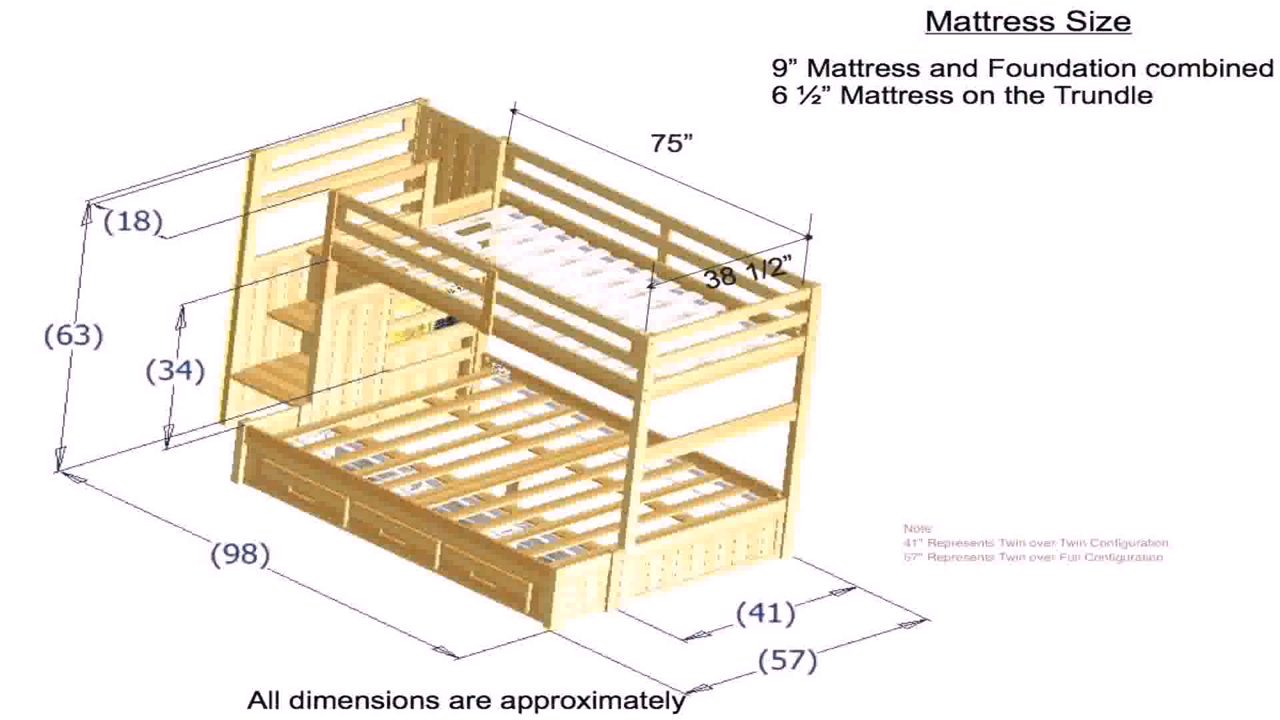 Mattress Size
9” Mattress and Foundation combined
6 ½” Mattress on the Trundle
75”
38 1/2”
(18)
(63)
(34)
(98)
(41)
(57)
Note
41" Represents Twin over Twin Configuration
57" Represents Twin over Full Configuration
All dimensions are approximately